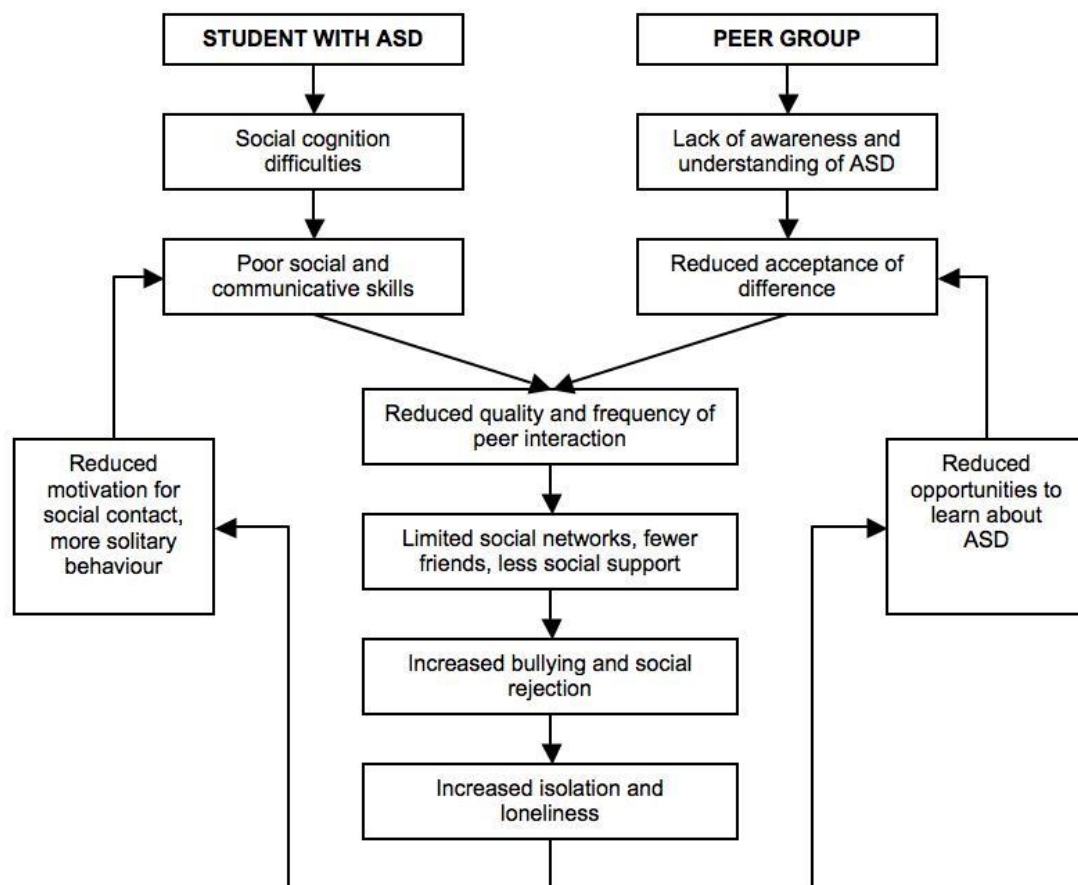 STUDENT WITH ASD
PEER GROUP
Social cognition
difficulties
Lack of awareness and
understanding of ASD
Poor social and
communicative skills
Reduced acceptance of
difference
Reduced quality and frequency of
peer interaction
Reduced
motivation for
social contact,
more solitary
behaviour
Reduced
opportunities to
learn about
ASD
Limited social networks, fewer
friends, less social support
Increased bullying and social
rejection
Increased isolation and
loneliness